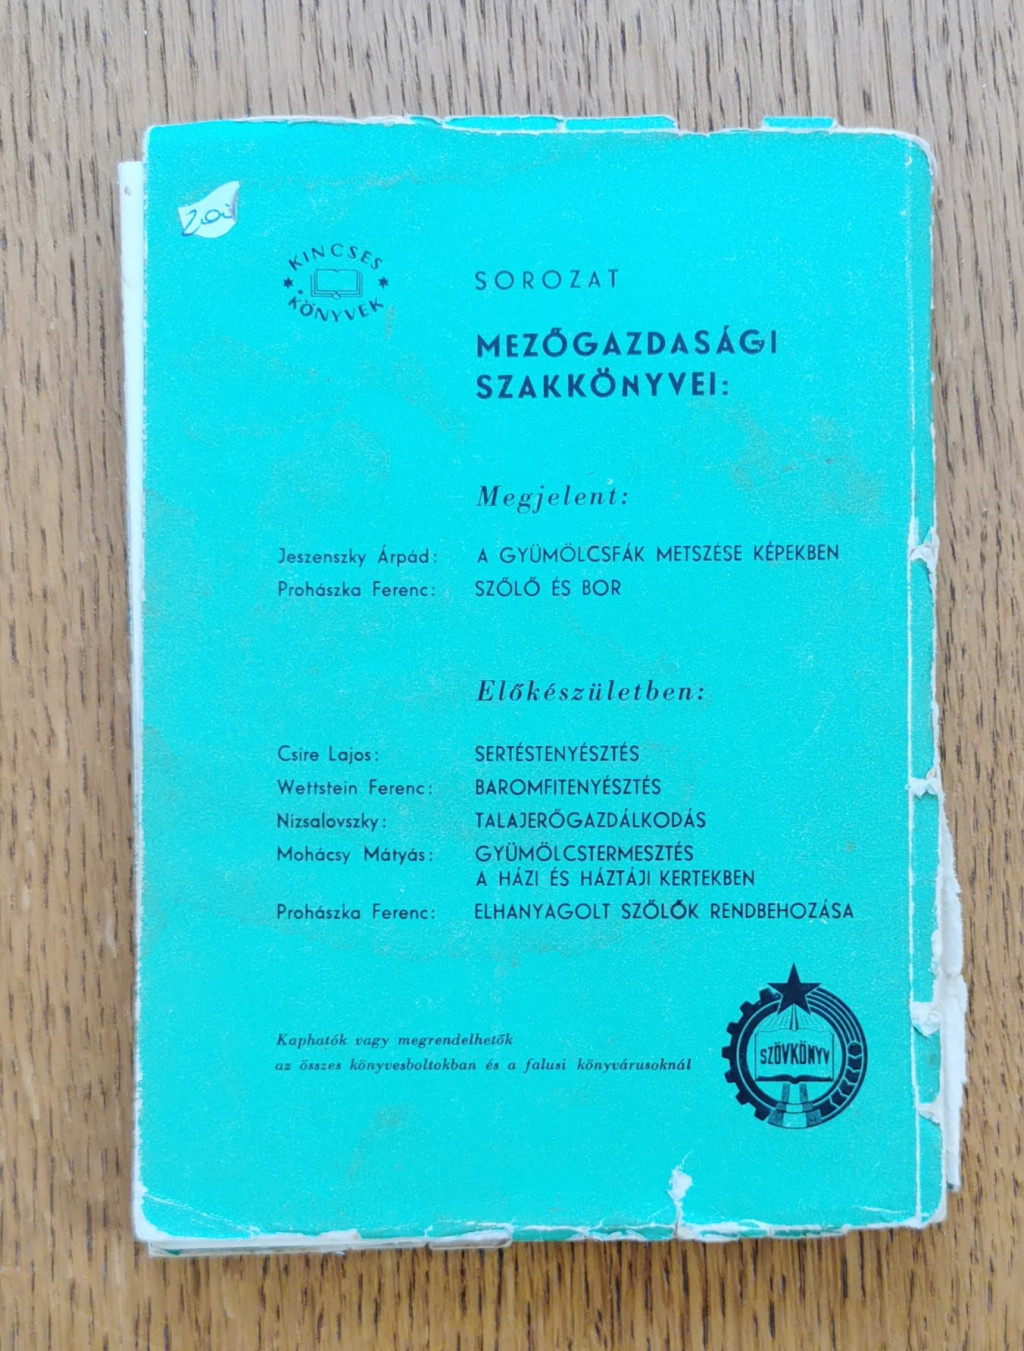 200
KINCSES
KÖNYVEK
SOROZAT
MEZŐGAZDASÁGI
SZAKKÖNYVEI:
Megjelent:
Jeszenszky Árpád: A GYÜMÖLCSFÁK METSZÉSE KÉPEKBEN
Prohászka Ferenc: SZŐLŐ ÉS BOR
Előkészületben:
Csire Lajos: SERTÉSTENYÉSZTÉS
Wettstein Ferenc: BAROMFITENYÉSZTÉS
Nizsalovszky: TALAJERŐGAZDÁLKODÁS
Mohácsy Mátyás: GYÜMÖLCSTERMESZTÉS
A HÁZI ÉS HÁZTÁJI KERTEKBEN
Prohászka Ferenc: ELHANYAGOLT SZŐLŐK RENDBEHOZÁSA
Kaphatók vagy megrendelhetők
az összes könyvesboltokban és a falusi könyvárusoknál
SZÖVKÖNYV